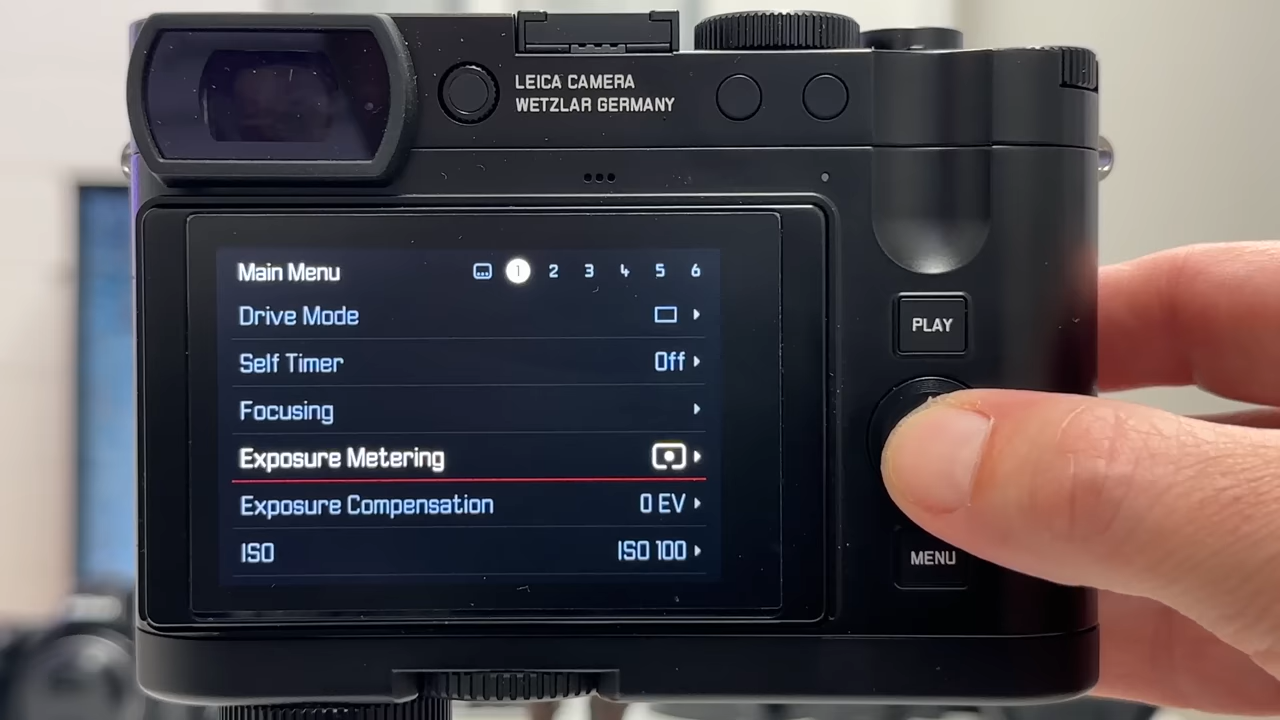 LEICA CAMERA
WETZLAR GERMANY
Main Menu 1 2 3 4 5 6
Drive Mode
Self Timer Off
Focusing
Exposure Metering
Exposure Compensation 0 EV
ISO ISO 100
PLAY
MENU